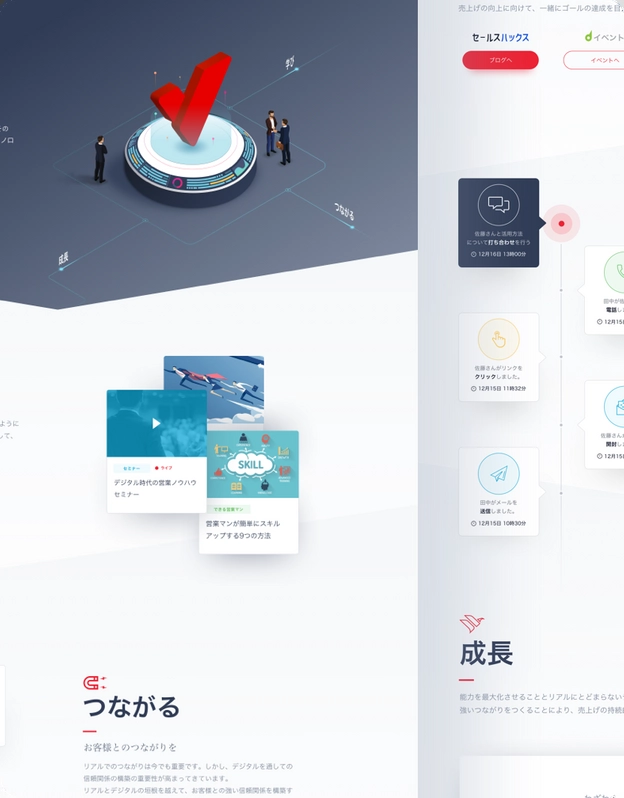 学び
つながる
成長
セミナー
ライブ
デジタル時代の営業ノウハウ
セミナー
SKILL
できる営業マン
営業マンが簡単にスキル
アップする9つの方法
つながる
お客様とのつながりを
リアルでのつながりは今でも重要です。しかし、デジタルを通しての
信頼関係の構築の重要性が高まってきています。
リアルとデジタルの垣根を越えて、お客様との強い信頼関係を構築す
売上の向上に向けて、一緒にゴールの達成を目
セールスハックス
イベント
ブログへ
イベントへ
佐藤さんと活用方法
について打ち合わせを行う
12月16日 13時00分
田中が佐
電話し
12月15日
佐藤さんがリンクを
クリックしました。
12月15日 11時32分
佐藤さんが
開封し
12月15日
田中がメールを
送信しました。
12月15日 10時30分
成長
能力を最大化させることとリアルにとどまらない
強いつながりをつくることにより、売上げの持続